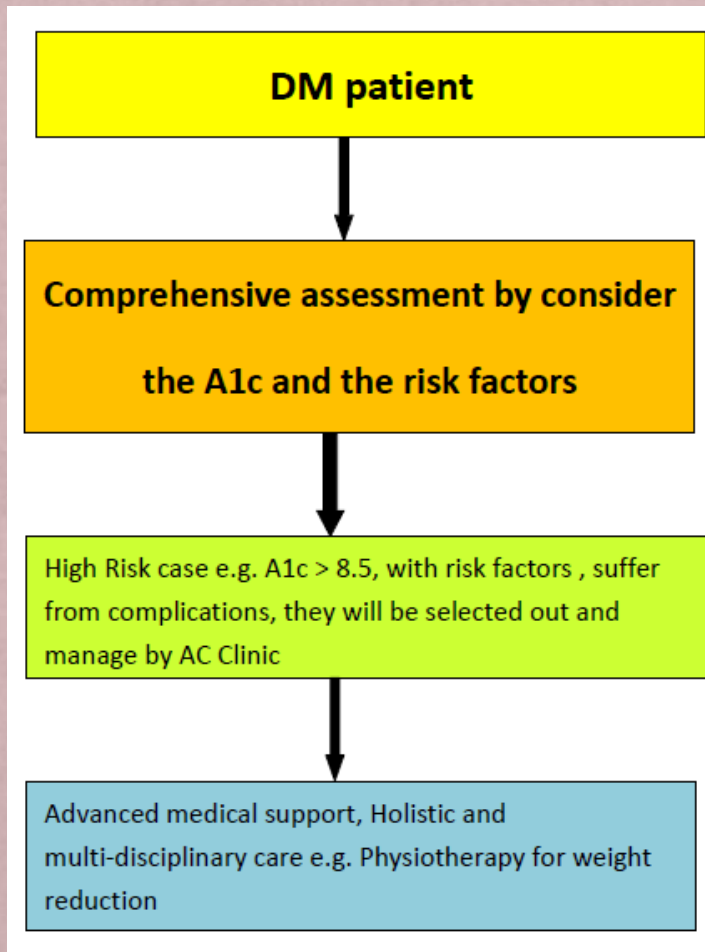 DM patient
Comprehensive assessment by consider
the A1c and the risk factors
High Risk case e.g. A1c > 8.5, with risk factors , suffer
from complications, they will be selected out and
manage by AC Clinic
Advanced medical support, Holistic and
multi-disciplinary care e.g. Physiotherapy for weight
reduction